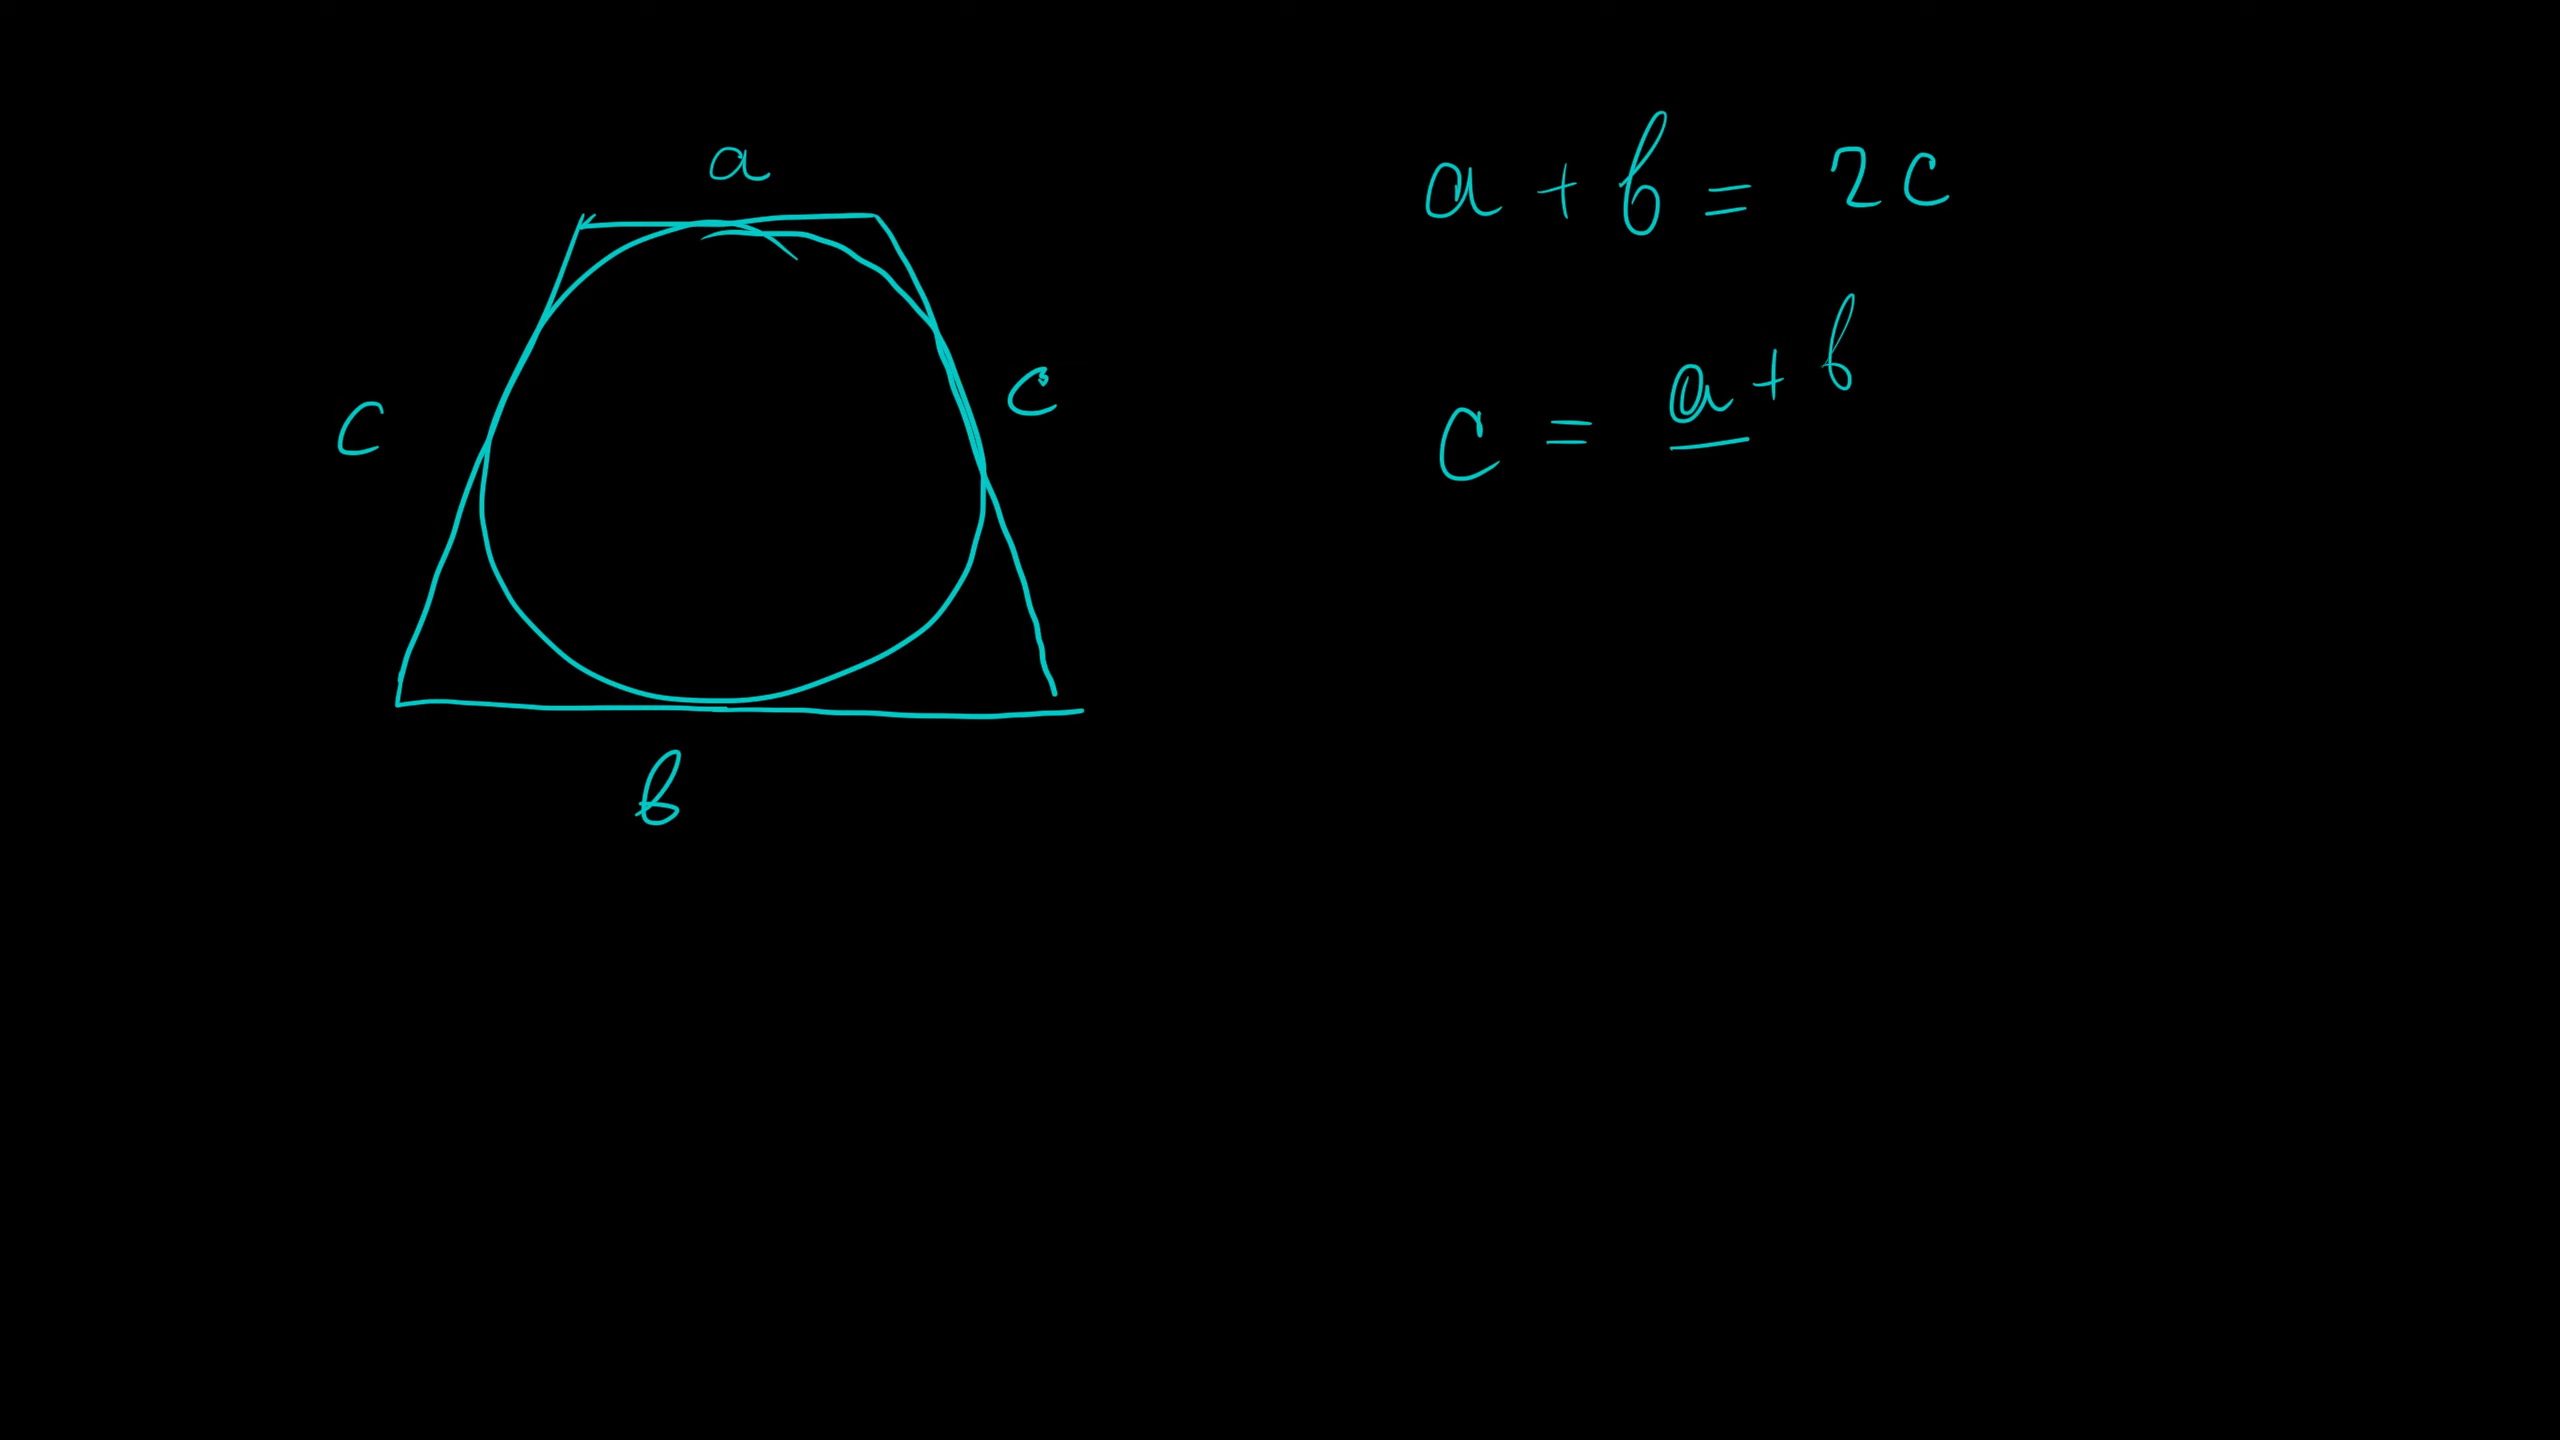 a
c
c
b
a + b = 2c
c = a + b